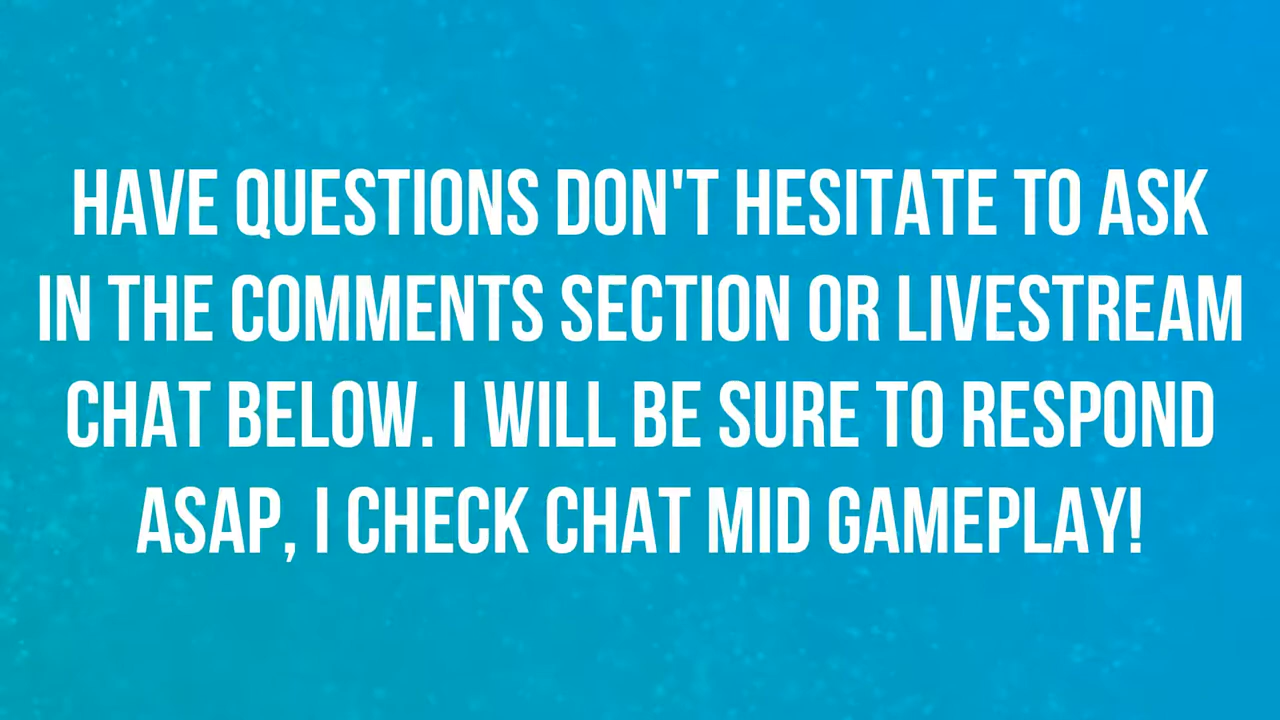 HAVE QUESTIONS DON'T HESITATE TO ASK
IN THE COMMENTS SECTION OR LIVESTREAM
CHAT BELOW. I WILL BE SURE TO RESPOND
ASAP, I CHECK CHAT MID GAMEPLAY!